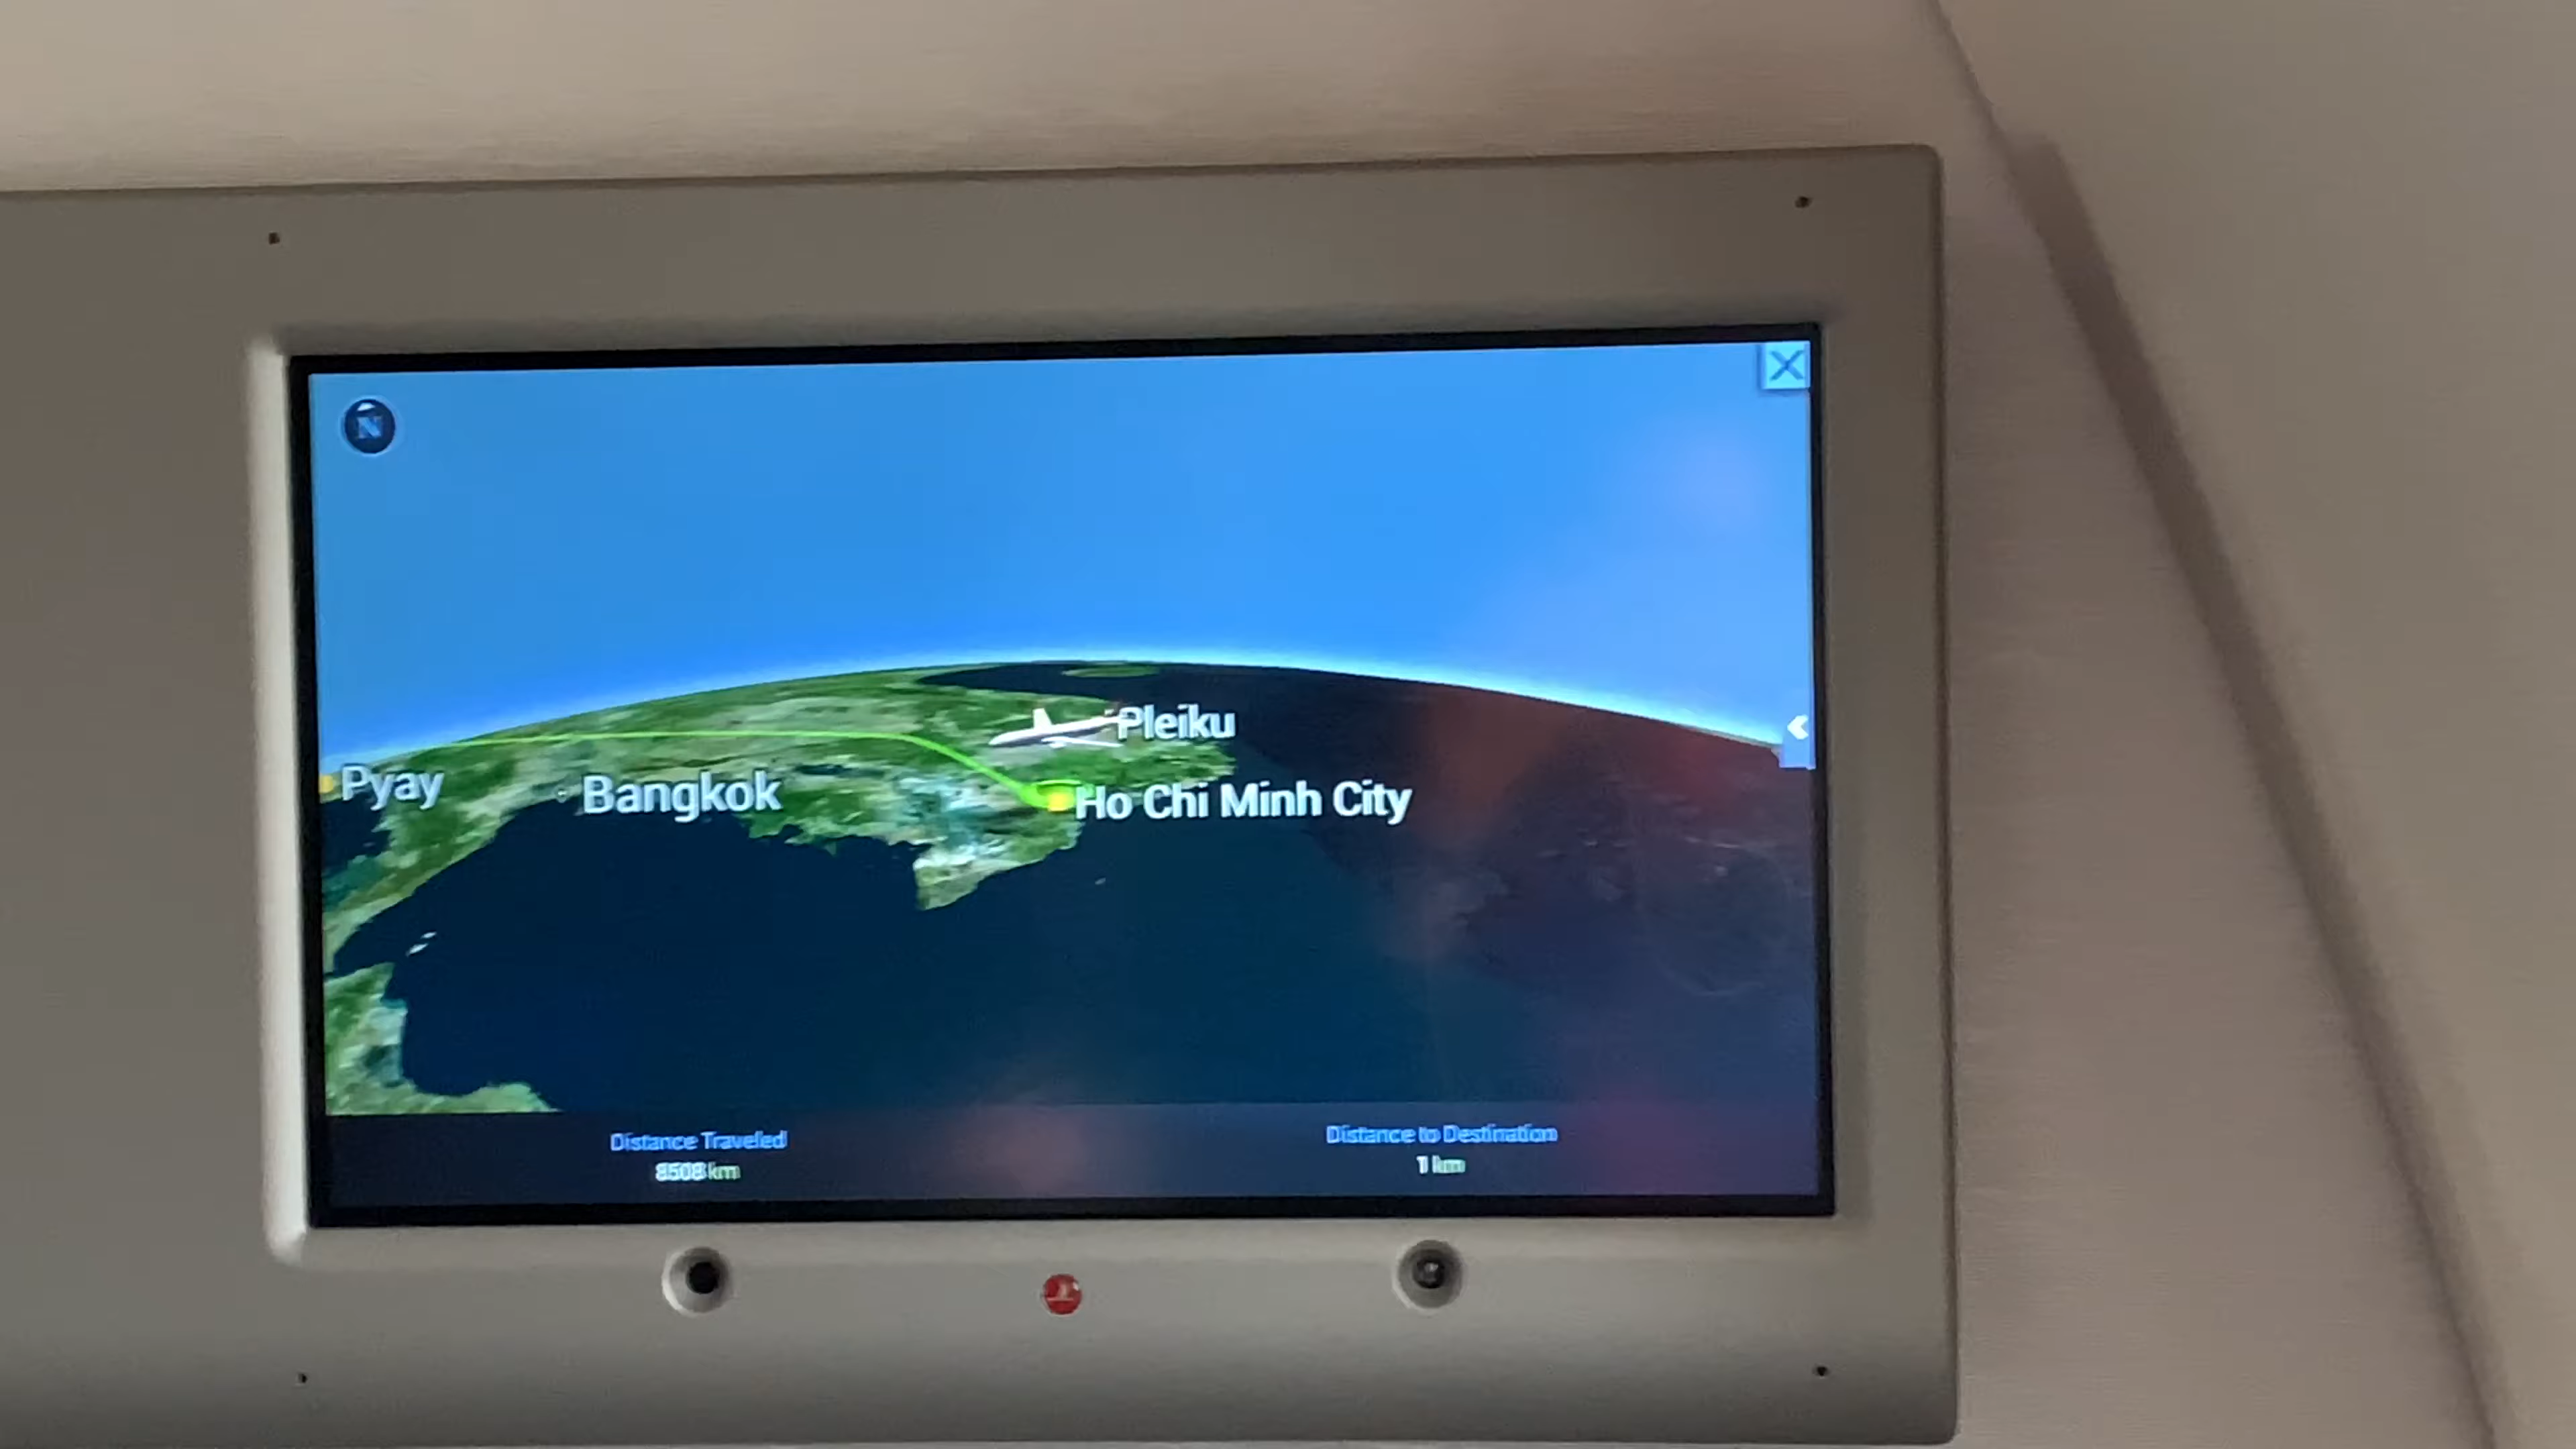 N
Pleiku
Pyay
Bangkok
Ho Chi Minh City
Distance Traveled
8508 km
Distance to Destination
1 km